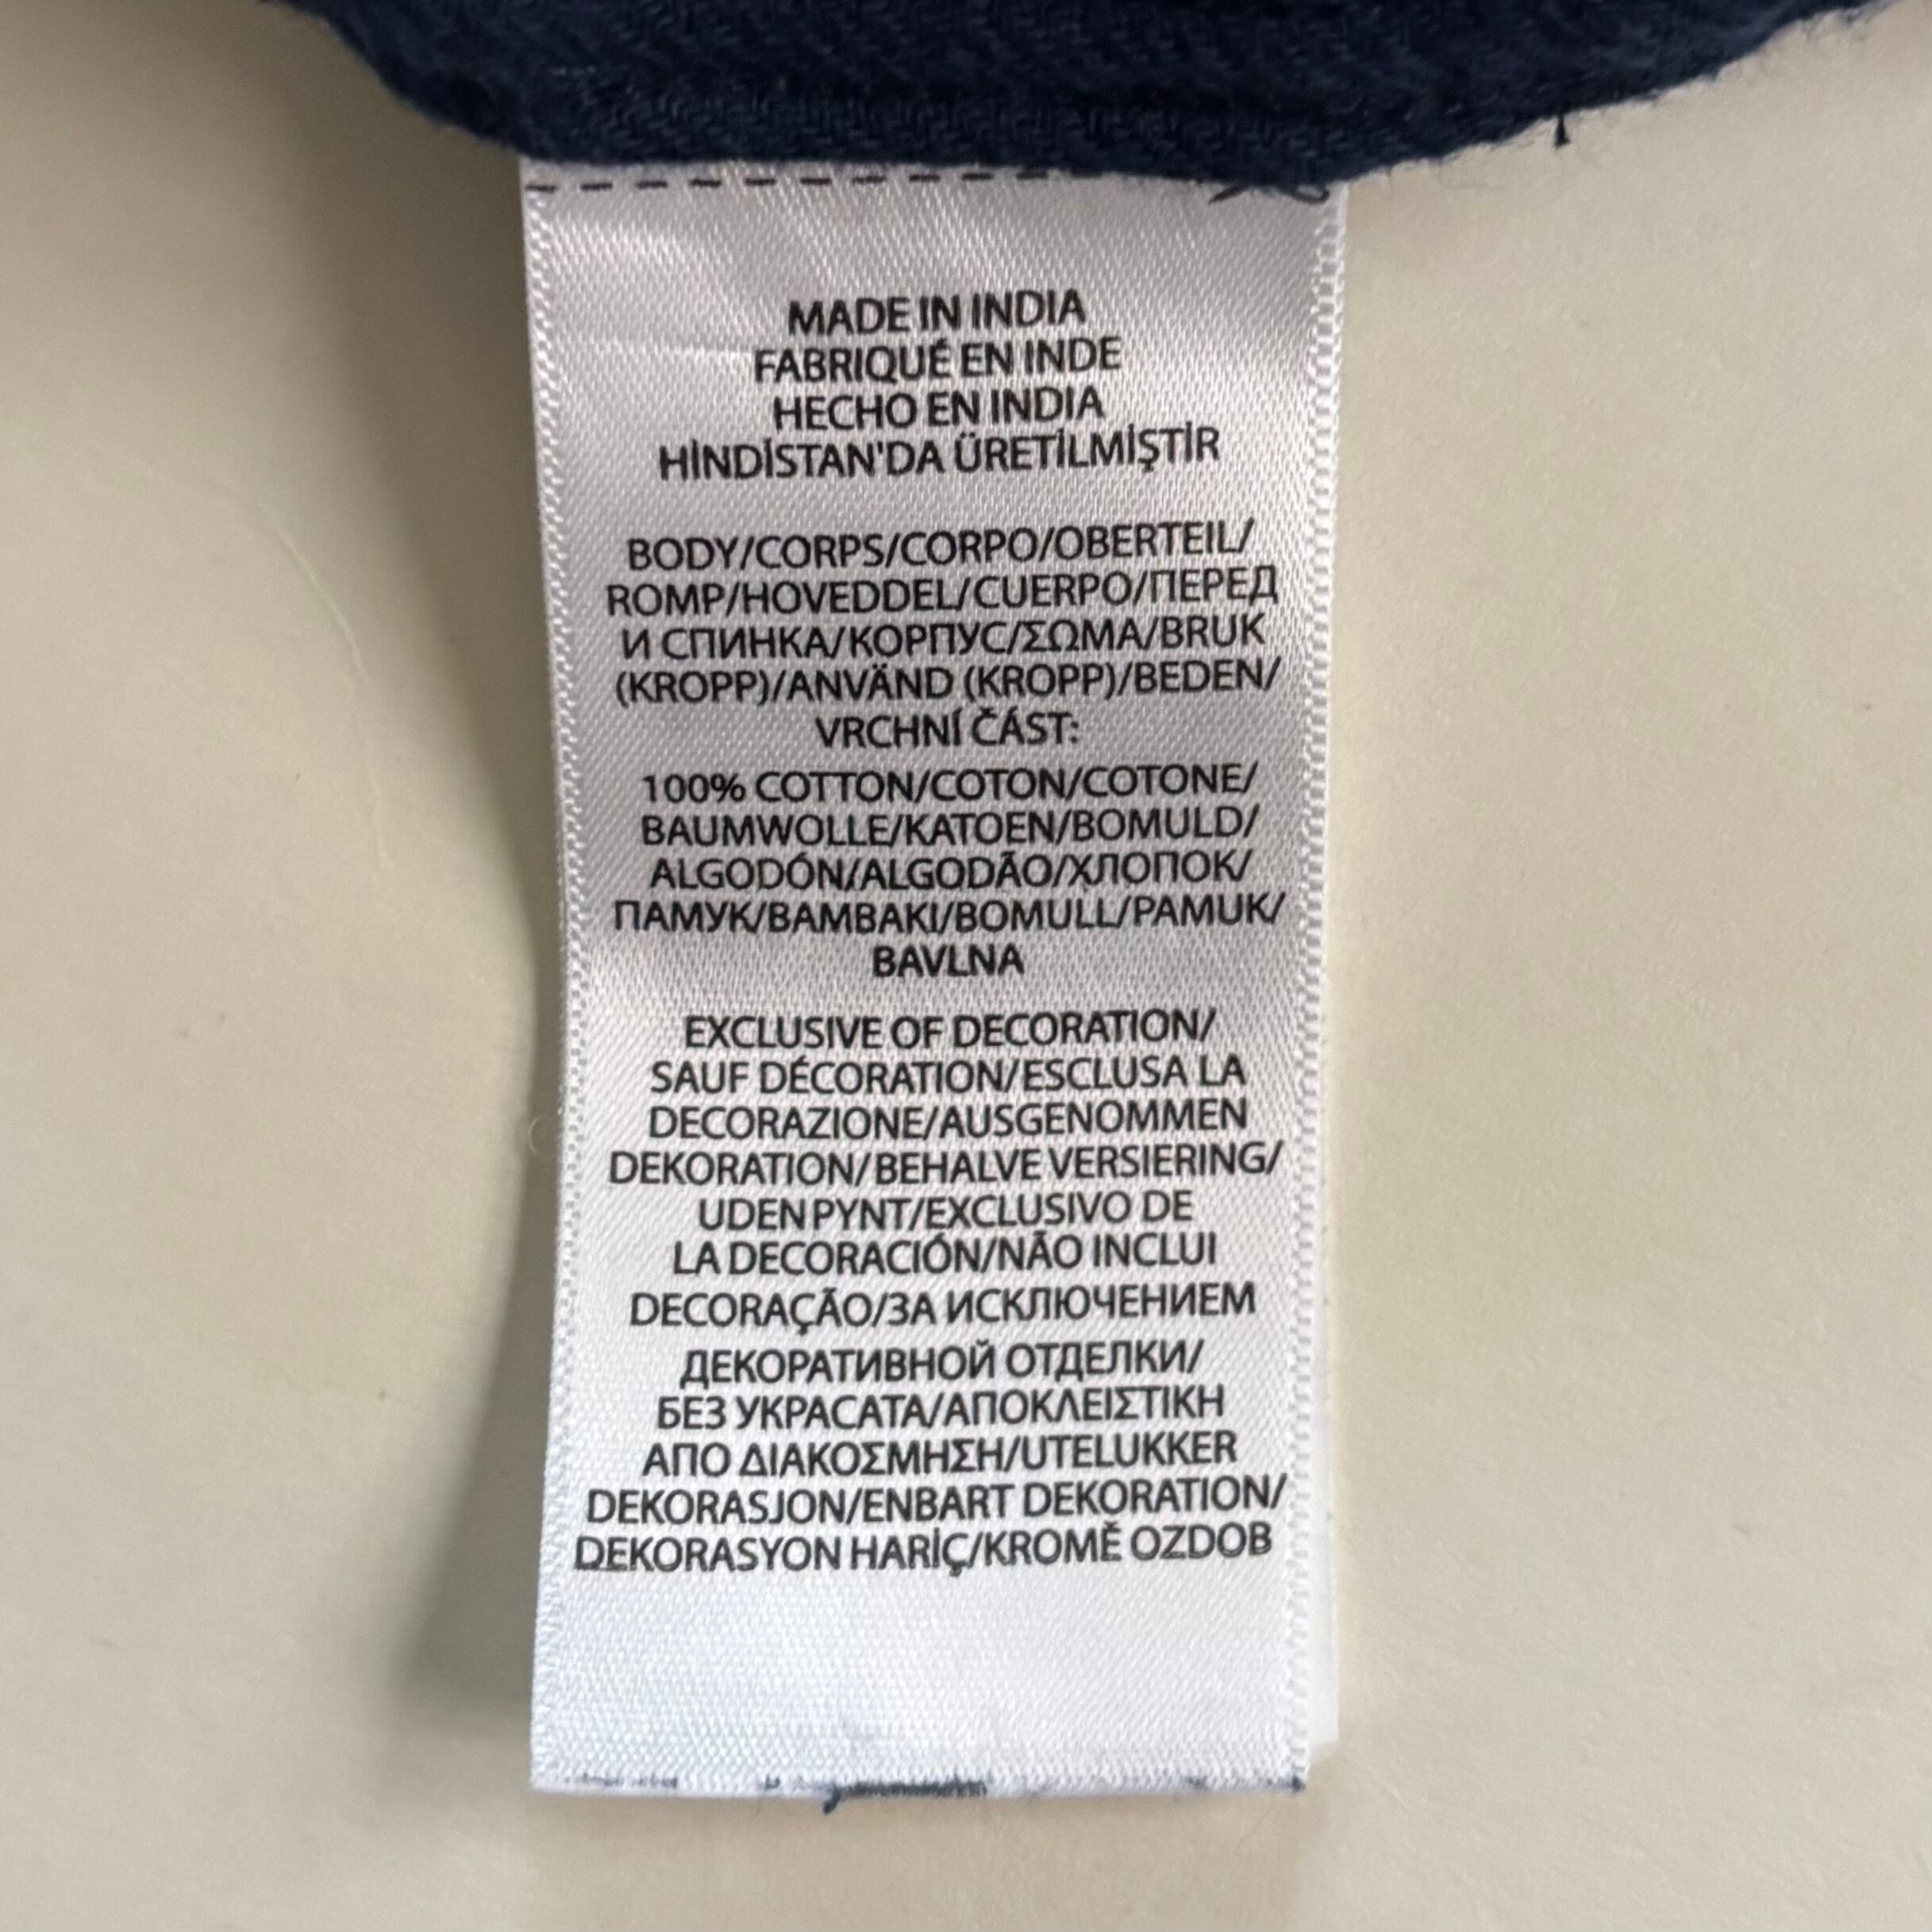 MADE IN INDIA
FABRIQUÉ EN INDE
HECHO EN INDIA
HİNDİSTAN'DA ÜRETİLMİŞTİR
BODY/CORPS/CORPO/OBERTEIL/
ROMP/HOVEDDEL/CUERPO/ПЕРЕД
И СПИНКА/КОРПУС/ΣΩΜΑ/BRUK
(KROPP)/ANVÄND (KROPP)/BEDEN/
VRCHNÍ ČÁST:
100% COTTON/COTON/COTONE/
BAUMWOLLE/KATOEN/BOMULD/
ALGODÓN/ALGODÃO/ХЛОПОК/
ПАМУК/ΒΑΜΒΑΚΙ/BOMULL/PAMUK/
BAVLNA
EXCLUSIVE OF DECORATION/
SAUF DÉCORATION/ESCLUSA LA
DECORAZIONE/AUSGENOMMEN
DEKORATION/BEHALVE VERSIERING/
UDEN PYNT/EXCLUSIVO DE
LA DECORACIÓN/NÃO INCLUI
DECORAÇÃO/ЗА ИСКЛЮЧЕНИЕМ
ДЕКОРАТИВНОЙ ОТДЕЛКИ/
БЕЗ УКРАСАТА/ΑΠΟΚΛΕΙΣΤΙΚΗ
ΑΠΟ ΔΙΑΚΟΣΜΗΣΗ/UTELUKKER
DEKORASJON/ENBART DEKORATION/
DEKORASYON HARİÇ/KROMĚ OZDOB